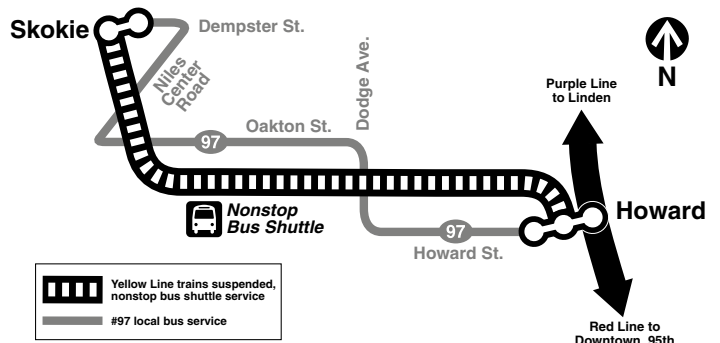 Skokie
Dempster St.
Niles
Center
Road
Dodge Ave.
N
Purple Line
to Linden
97
Oakton St.
Howard
Nonstop
Bus Shuttle
97
Howard St.
Yellow Line trains suspended,
nonstop bus shuttle service
#97 local bus service
Red Line to
Downtown, 95th